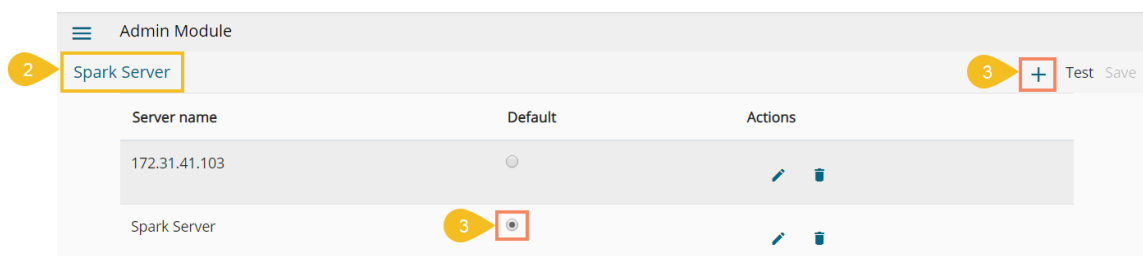 Admin Module
2 Spark Server 3 + Test Save
Server name Default Actions
172.31.41.103
Spark Server 3